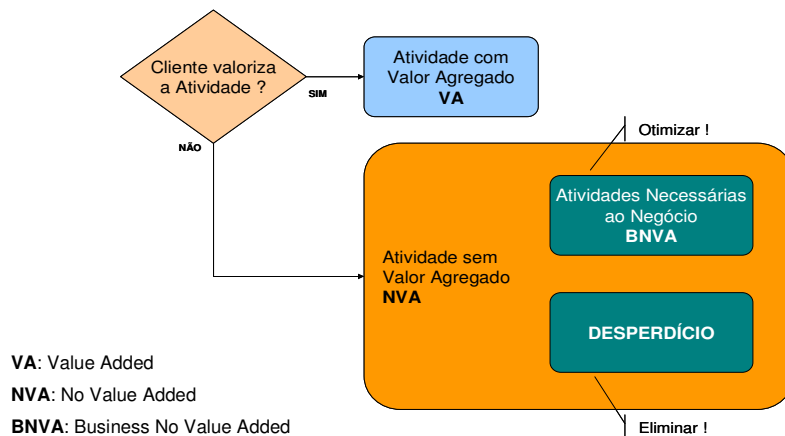 Cliente valoriza
a Atividade ?
SIM
NÃO
Atividade com
Valor Agregado
VA
Otimizar !
Atividades Necessárias
ao Negócio
BNVA
Atividade sem
Valor Agregado
NVA
DESPERDÍCIO
Eliminar !
VA: Value Added
NVA: No Value Added
BNVA: Business No Value Added